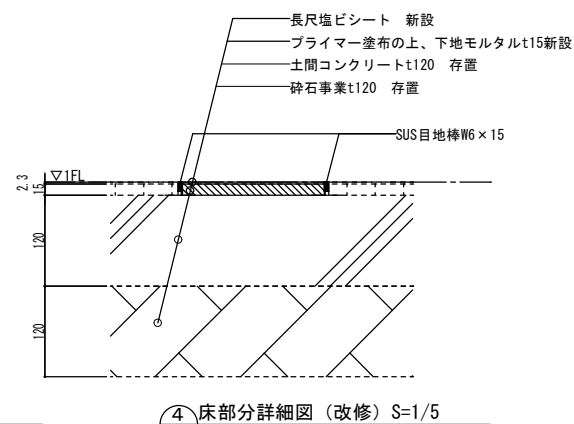 長尺塩ビシート 新設
プライマー塗布の上、下地モルタルt15新設
土間コンクリートt120 存置
砕石事業t120 存置
SUS目地棒W6×15
▽1FL
2.3
15
120
120
4 床部分詳細図（改修）S=1/5